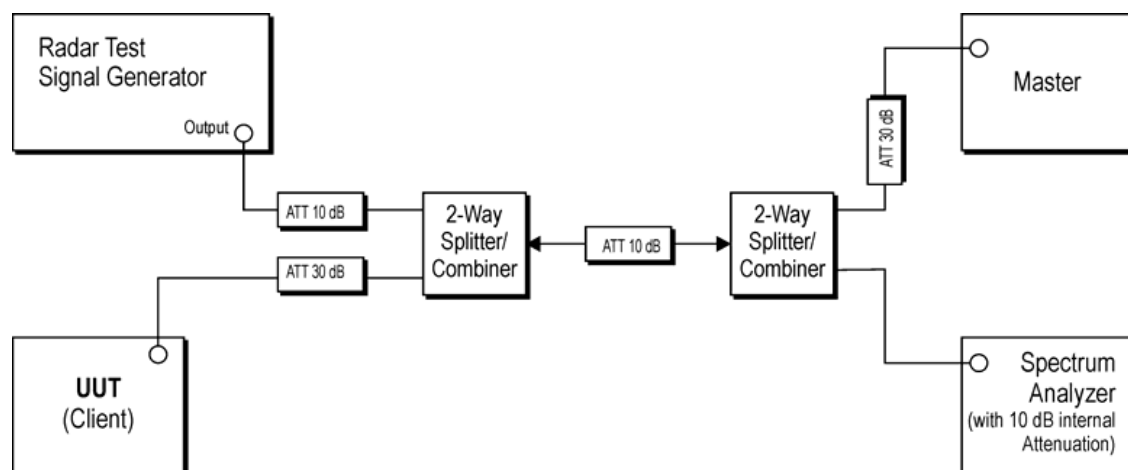 Radar Test
Signal Generator
Output
Master
ATT 30 dB
ATT 10 dB
2-Way
Splitter/
Combiner
ATT 10 dB
2-Way
Splitter/
Combiner
ATT 30 dB
UUT
(Client)
Spectrum
Analyzer
(with 10 dB internal
Attenuation)